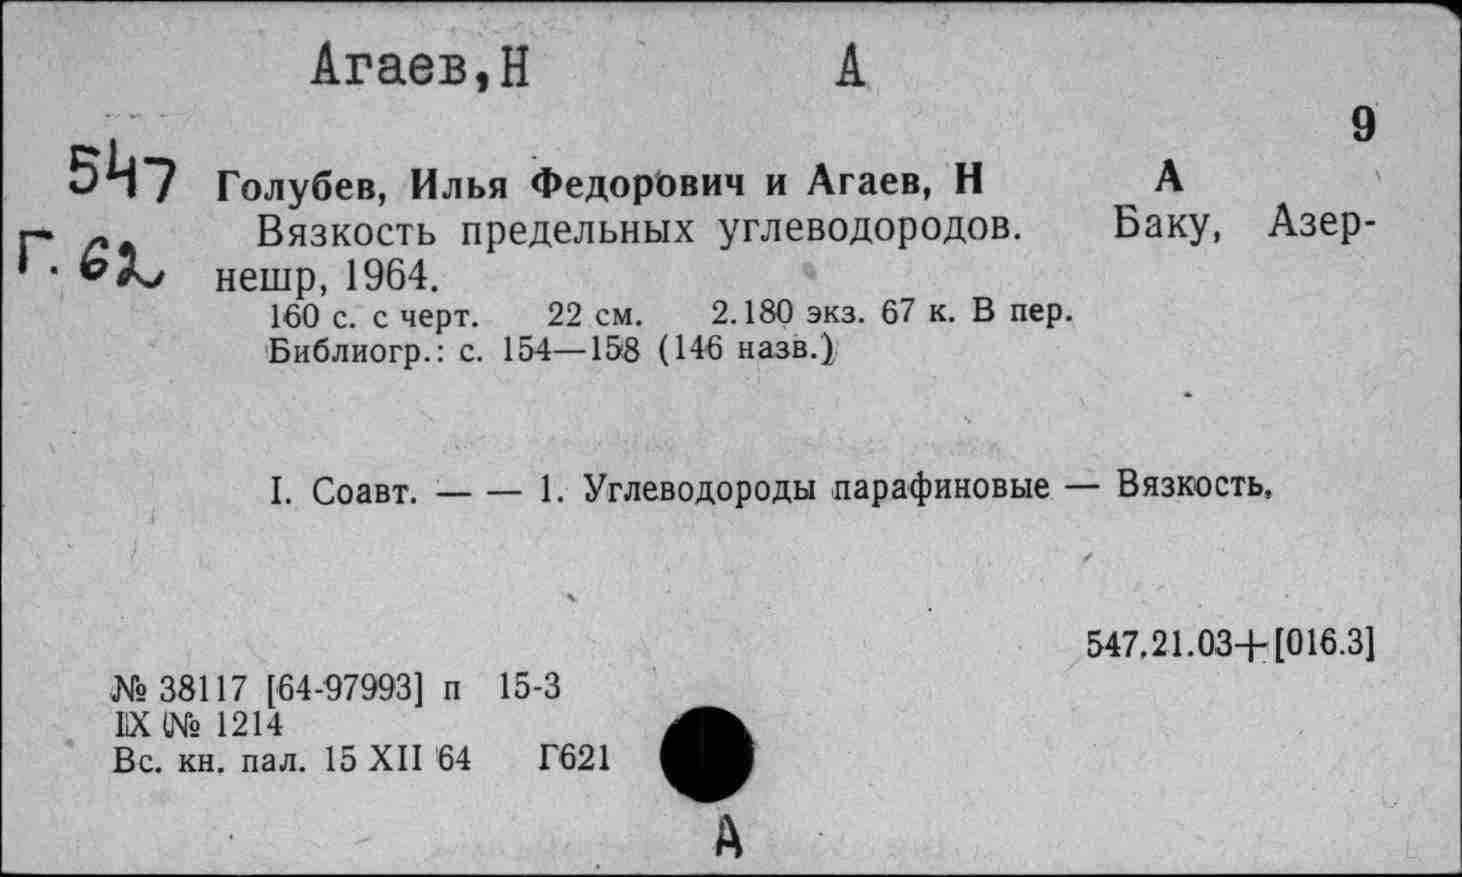 Агаев,Н А
9
547 Голубев, Илья Федорович и Агаев, Н А
Г.62 Вязкость предельных углеводородов. Баку, Азер-
нешр, 1964.
160 с. с черт. 22 см. 2.180 экз. 67 к. В пер.
Библиогр.: с. 154—158 (146 назв.)
I. Соавт. — — 1. Углеводороды парафиновые — Вязкость.
547.21.03+[016.3]
№ 38117 [64-97993] п 15-3
IX № 1214
Вс. кн. пал. 15 XII 64 Г621
А